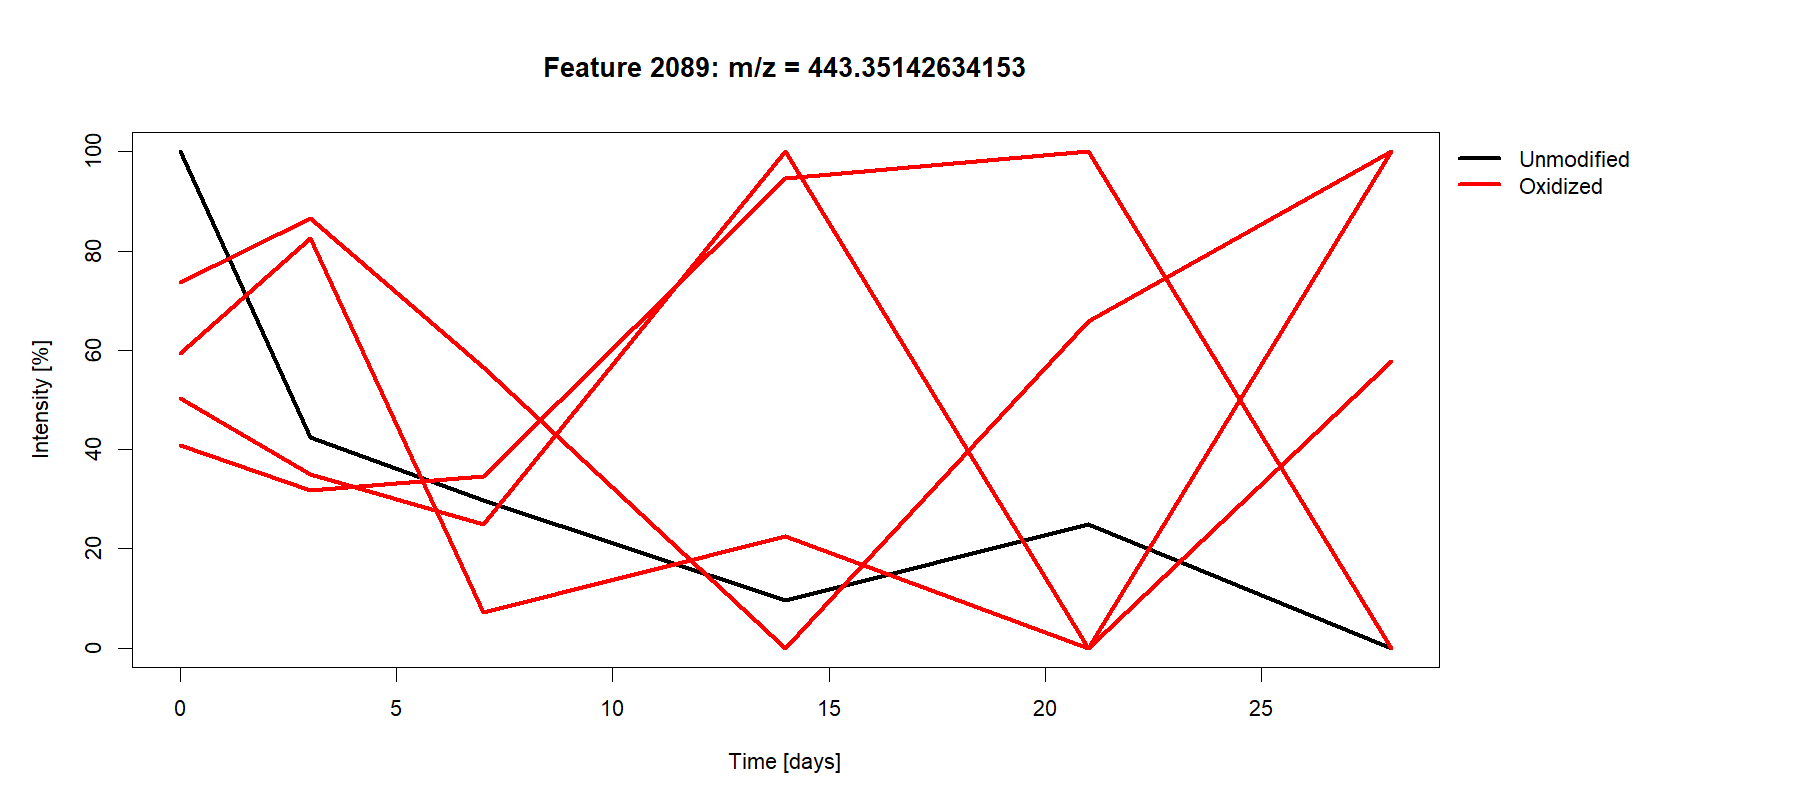 Feature 2089: m/z = 443.35142634153
Unmodified
Oxidized
Intensity [%]
100
80
60
40
20
0
0 5 10 15 20 25
Time [days]